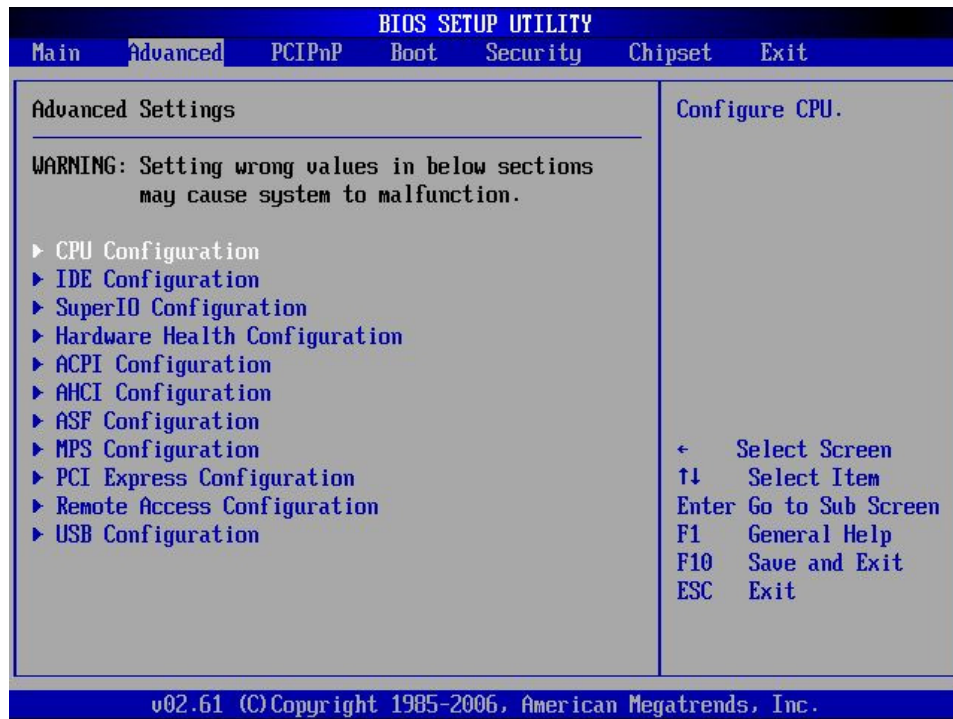 BIOS SETUP UTILITY
Main Advanced PCIPnP Boot Security Chipset Exit
Advanced Settings
WARNING: Setting wrong values in below sections
may cause system to malfunction.
▶ CPU Configuration
▶ IDE Configuration
▶ SuperIO Configuration
▶ Hardware Health Configuration
▶ ACPI Configuration
▶ AHCI Configuration
▶ ASF Configuration
▶ MPS Configuration
▶ PCI Express Configuration
▶ Remote Access Configuration
▶ USB Configuration
Configure CPU.
← Select Screen
↑↓ Select Item
Enter Go to Sub Screen
F1 General Help
F10 Save and Exit
ESC Exit
v02.61 (C)Copyright 1985-2006, American Megatrends, Inc.